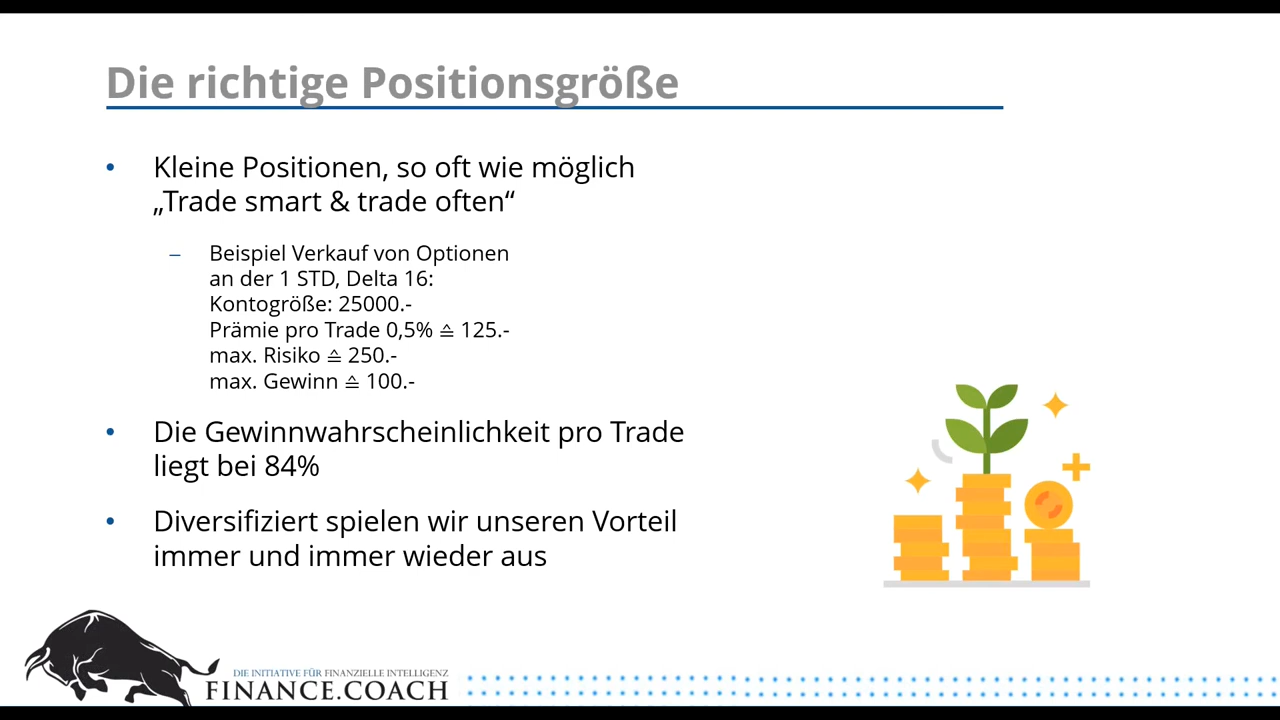 Die richtige Positionsgröße
• Kleine Positionen, so oft wie möglich
„Trade smart & trade often“
– Beispiel Verkauf von Optionen
an der 1 STD, Delta 16:
Kontogröße: 25000.-
Prämie pro Trade 0,5% ≙ 125.-
max. Risiko ≙ 250.-
max. Gewinn ≙ 100.-
• Die Gewinnwahrscheinlichkeit pro Trade
liegt bei 84%
• Diversifiziert spielen wir unseren Vorteil
immer und immer wieder aus
DIE INITIATIVE FÜR FINANZIELLE INTELLIGENZ
FINANCE.COACH